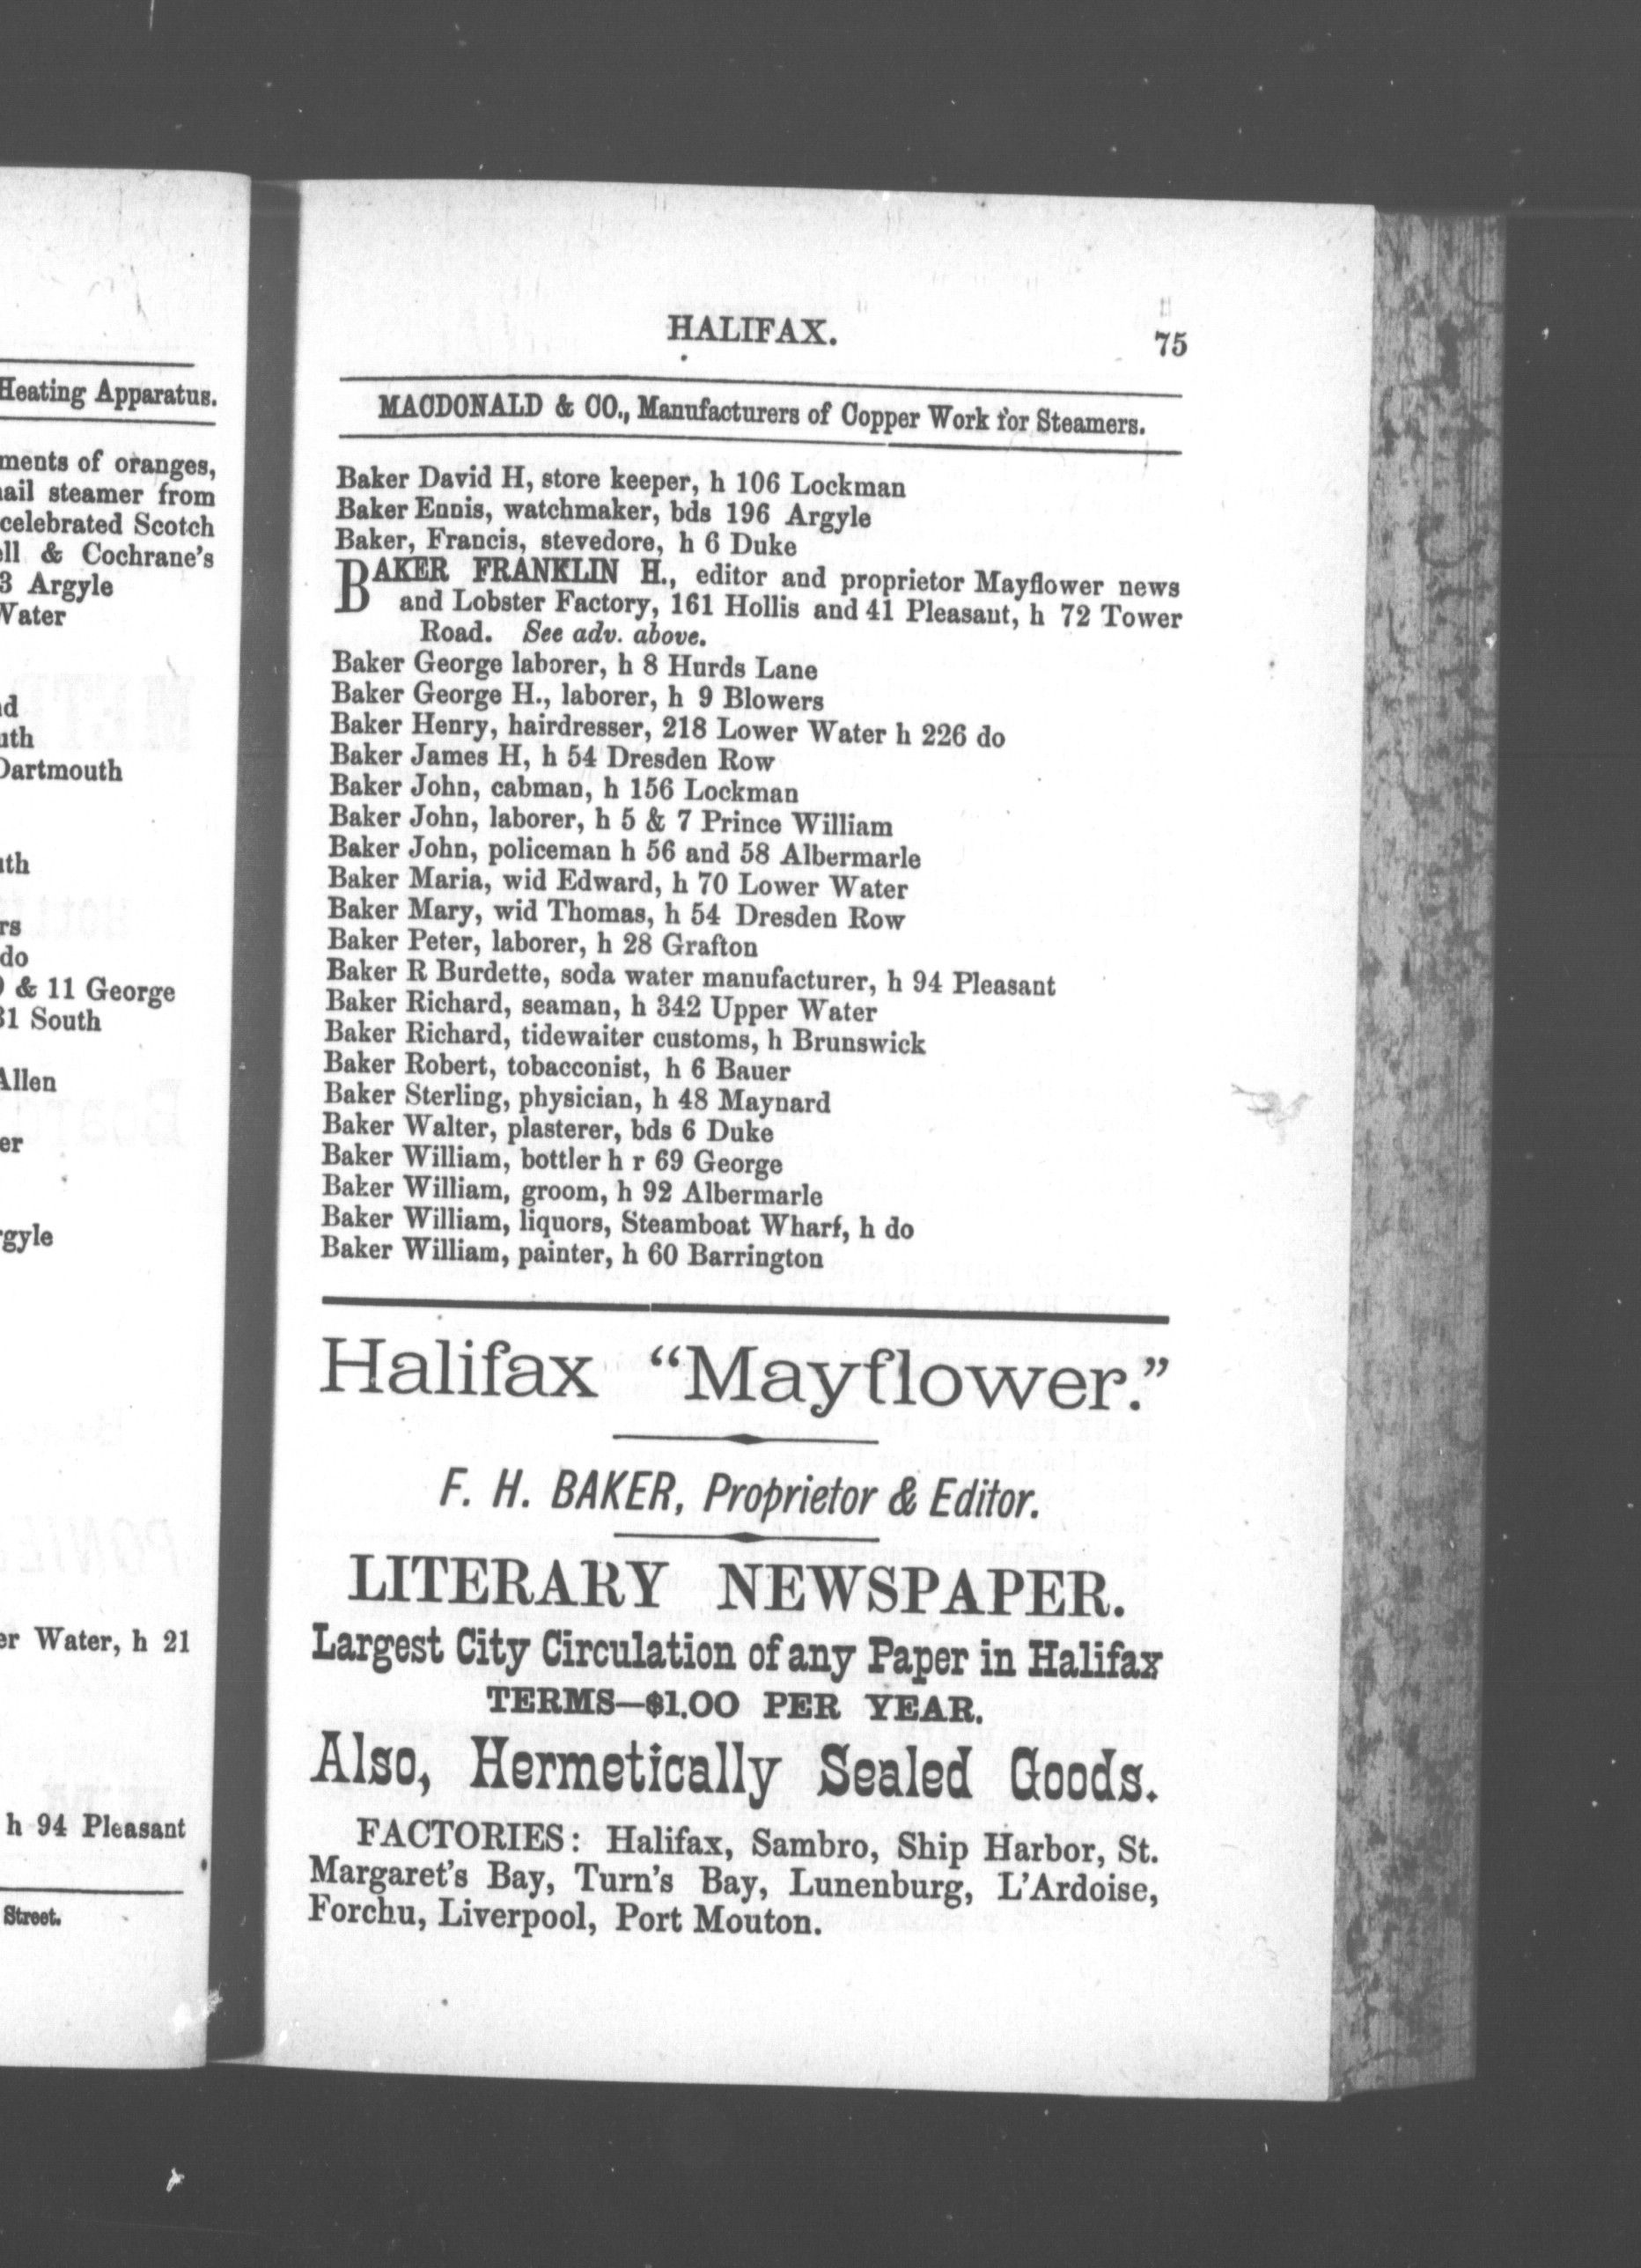 Heating Apparatus.
ments of oranges,
ail steamer from
celebrated Scotch
ell & Cochrane's
3 Argyle
Water
d
uth
Dartmouth
uth
rs
do
9 & 11 George
31 South
Allen
er
rgyle
er Water, h 21
h 94 Pleasant
Street.
HALIFAX.
75
MACDONALD & CO., Manufacturers of Copper Work for Steamers.
Baker David H, store keeper, h 106 Lockman
Baker Ennis, watchmaker, bds 196 Argyle
Baker, Francis, stevedore, h 6 Duke
BAKER FRANKLIN H., editor and proprietor Mayflower news
and Lobster Factory, 161 Hollis and 41 Pleasant, h 72 Tower
Road. See adv. above.
Baker George laborer, h 8 Hurds Lane
Baker George H., laborer, h 9 Blowers
Baker Henry, hairdresser, 218 Lower Water h 226 do
Baker James H, h 54 Dresden Row
Baker John, cabman, h 156 Lockman
Baker John, laborer, h 5 & 7 Prince William
Baker John, policeman h 56 and 58 Albermarle
Baker Maria, wid Edward, h 70 Lower Water
Baker Mary, wid Thomas, h 54 Dresden Row
Baker Peter, laborer, h 28 Grafton
Baker R Burdette, soda water manufacturer, h 94 Pleasant
Baker Richard, seaman, h 342 Upper Water
Baker Richard, tidewaiter customs, h Brunswick
Baker Robert, tobacconist, h 6 Bauer
Baker Sterling, physician, h 48 Maynard
Baker Walter, plasterer, bds 6 Duke
Baker William, bottler h r 69 George
Baker William, groom, h 92 Albermarle
Baker William, liquors, Steamboat Wharf, h do
Baker William, painter, h 60 Barrington
Halifax "Mayflower."
F. H. BAKER, Proprietor & Editor.
LITERARY NEWSPAPER.
Largest City Circulation of any Paper in Halifax
TERMS—$1.00 PER YEAR.
Also, Hermetically Sealed Goods.
FACTORIES: Halifax, Sambro, Ship Harbor, St.
Margaret's Bay, Turn's Bay, Lunenburg, L'Ardoise,
Forchu, Liverpool, Port Mouton.